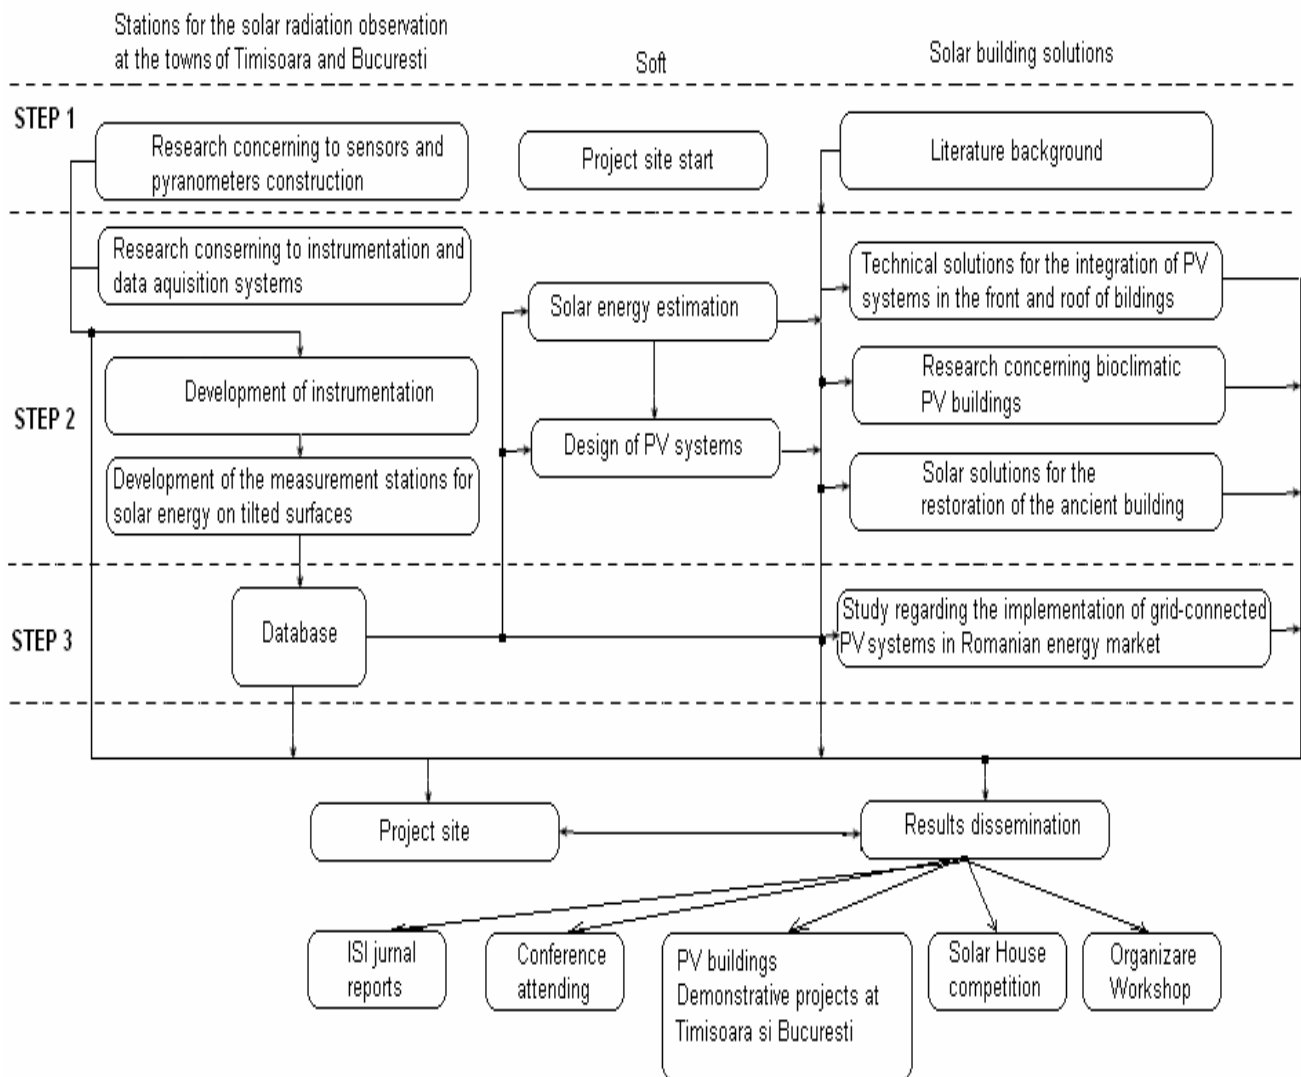 Stations for the solar radiation observation
at the towns of Timisoara and Bucuresti
Soft
Solar building solutions
STEP 1
Research concerning to sensors and
pyranometers construction
Project site start
Literature background
STEP 2
Research conserning to instrumentation and
data aquisition systems
Development of instrumentation
Development of the measurement stations for
solar energy on tilted surfaces
Solar energy estimation
Design of PV systems
Technical solutions for the integration of PV
systems in the front and roof of bildings
Research concerning bioclimatic
PV buildings
Solar solutions for the
restoration of the ancient building
STEP 3
Database
Study regarding the implementation of grid-connected
PV systems in Romanian energy market
Project site
Results dissemination
ISI jurnal
reports
Conference
attending
PV buildings
Demonstrative projects at
Timisoara si Bucuresti
Solar House
competition
Organizare
Workshop